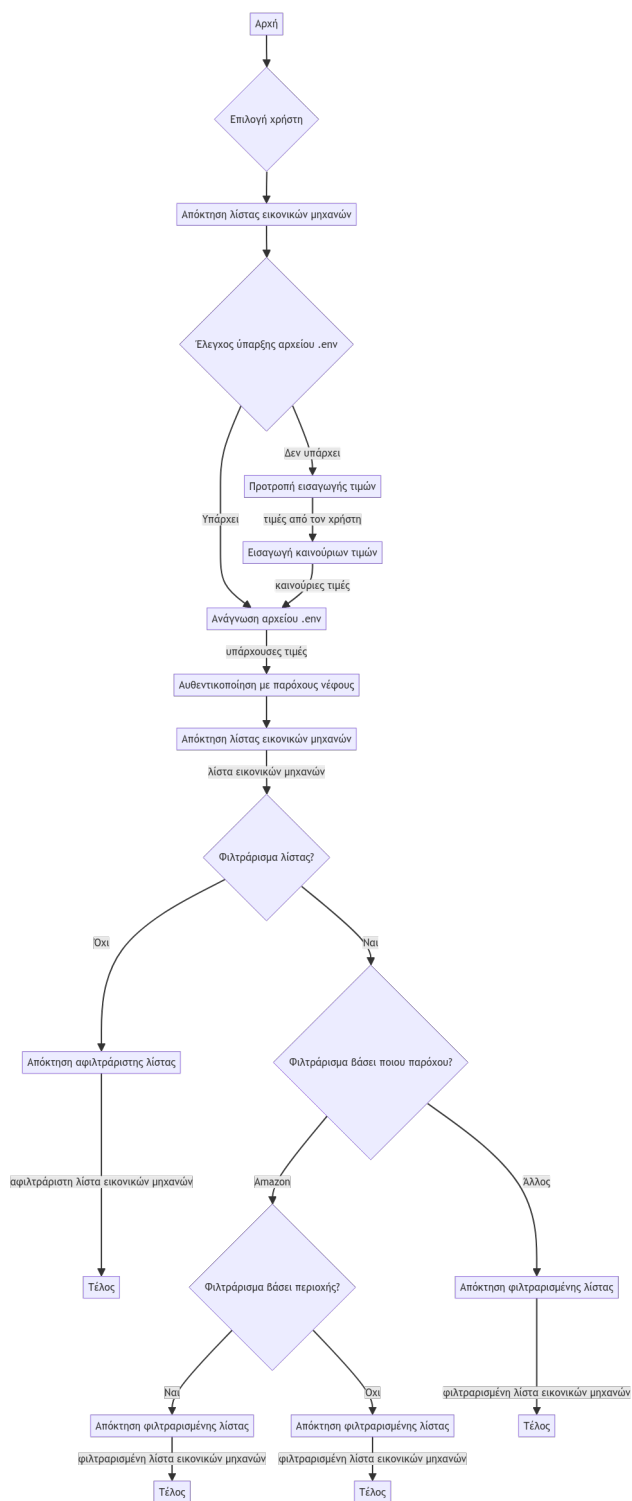 Αρχή
Επιλογή χρήστη
Απόκτηση λίστας εικονικών μηχανών
Έλεγχος ύπαρξης αρχείου .env
Δεν υπάρχει
Προτροπή εισαγωγής τιμών
Υπάρχει
τιμές από τον χρήστη
Εισαγωγή καινούριων τιμών
καινούριες τιμές
Ανάγνωση αρχείου .env
υπάρχουσες τιμές
Αυθεντικοποίηση με παρόχους νέφους
Απόκτηση λίστας εικονικών μηχανών
λίστα εικονικών μηχανών
Φιλτράρισμα λίστας?
Όχι
Ναι
Απόκτηση αφιλτράριστης λίστας
Φιλτράρισμα βάσει ποιου παρόχου?
αφιλτράριστη λίστα εικονικών μηχανών
Amazon
Άλλος
Τέλος
Φιλτράρισμα βάσει περιοχής?
Απόκτηση φιλτραρισμένης λίστας
Ναι
Όχι
φιλτραρισμένη λίστα εικονικών μηχανών
Απόκτηση φιλτραρισμένης λίστας
Απόκτηση φιλτραρισμένης λίστας
Τέλος
φιλτραρισμένη λίστα εικονικών μηχανών
φιλτραρισμένη λίστα εικονικών μηχανών
Τέλος
Τέλος